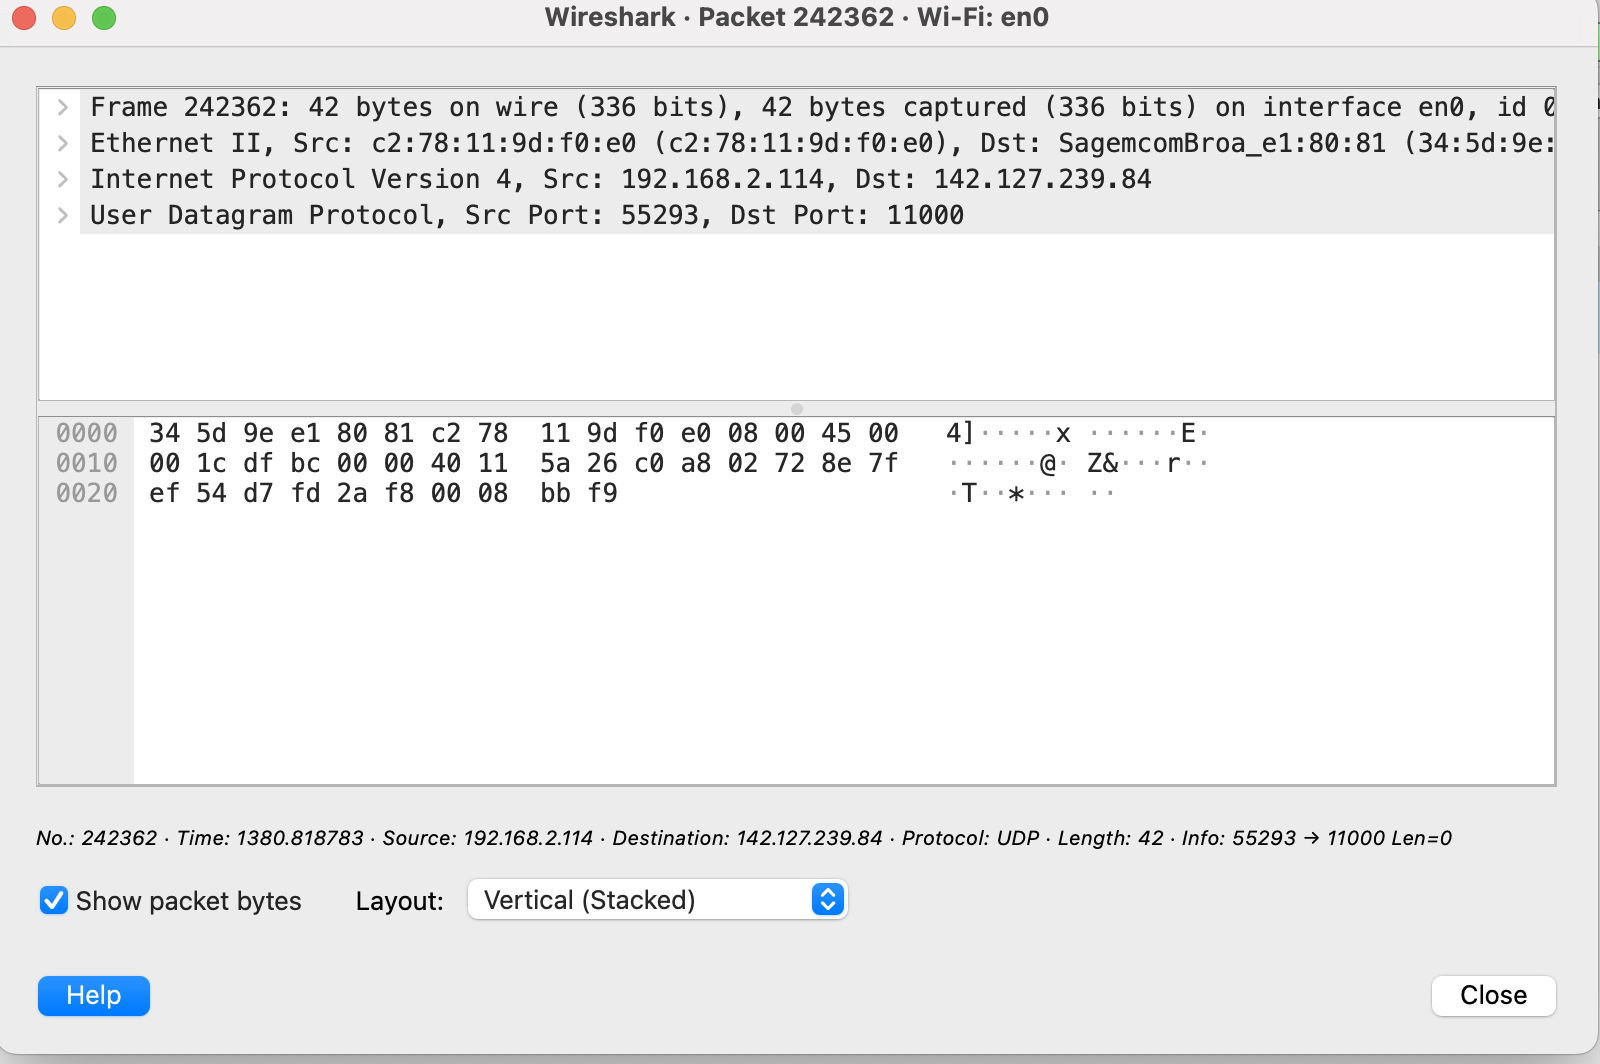 Wireshark · Packet 242362 · Wi-Fi: en0
Frame 242362: 42 bytes on wire (336 bits), 42 bytes captured (336 bits) on interface en0, id 0
Ethernet II, Src: c2:78:11:9d:f0:e0 (c2:78:11:9d:f0:e0), Dst: SagemcomBroa_e1:80:81 (34:5d:9e:
Internet Protocol Version 4, Src: 192.168.2.114, Dst: 142.127.239.84
User Datagram Protocol, Src Port: 55293, Dst Port: 11000
0000 34 5d 9e e1 80 81 c2 78 11 9d f0 e0 08 00 45 00 4]·····x ······E·
0010 00 1c df bc 00 00 40 11 5a 26 c0 a8 02 72 8e 7f ······@· Z&···r··
0020 ef 54 d7 fd 2a f8 00 08 bb f9 ·T··*··· ··
No.: 242362 · Time: 1380.818783 · Source: 192.168.2.114 · Destination: 142.127.239.84 · Protocol: UDP · Length: 42 · Info: 55293 → 11000 Len=0
Show packet bytes Layout: Vertical (Stacked)
Help Close